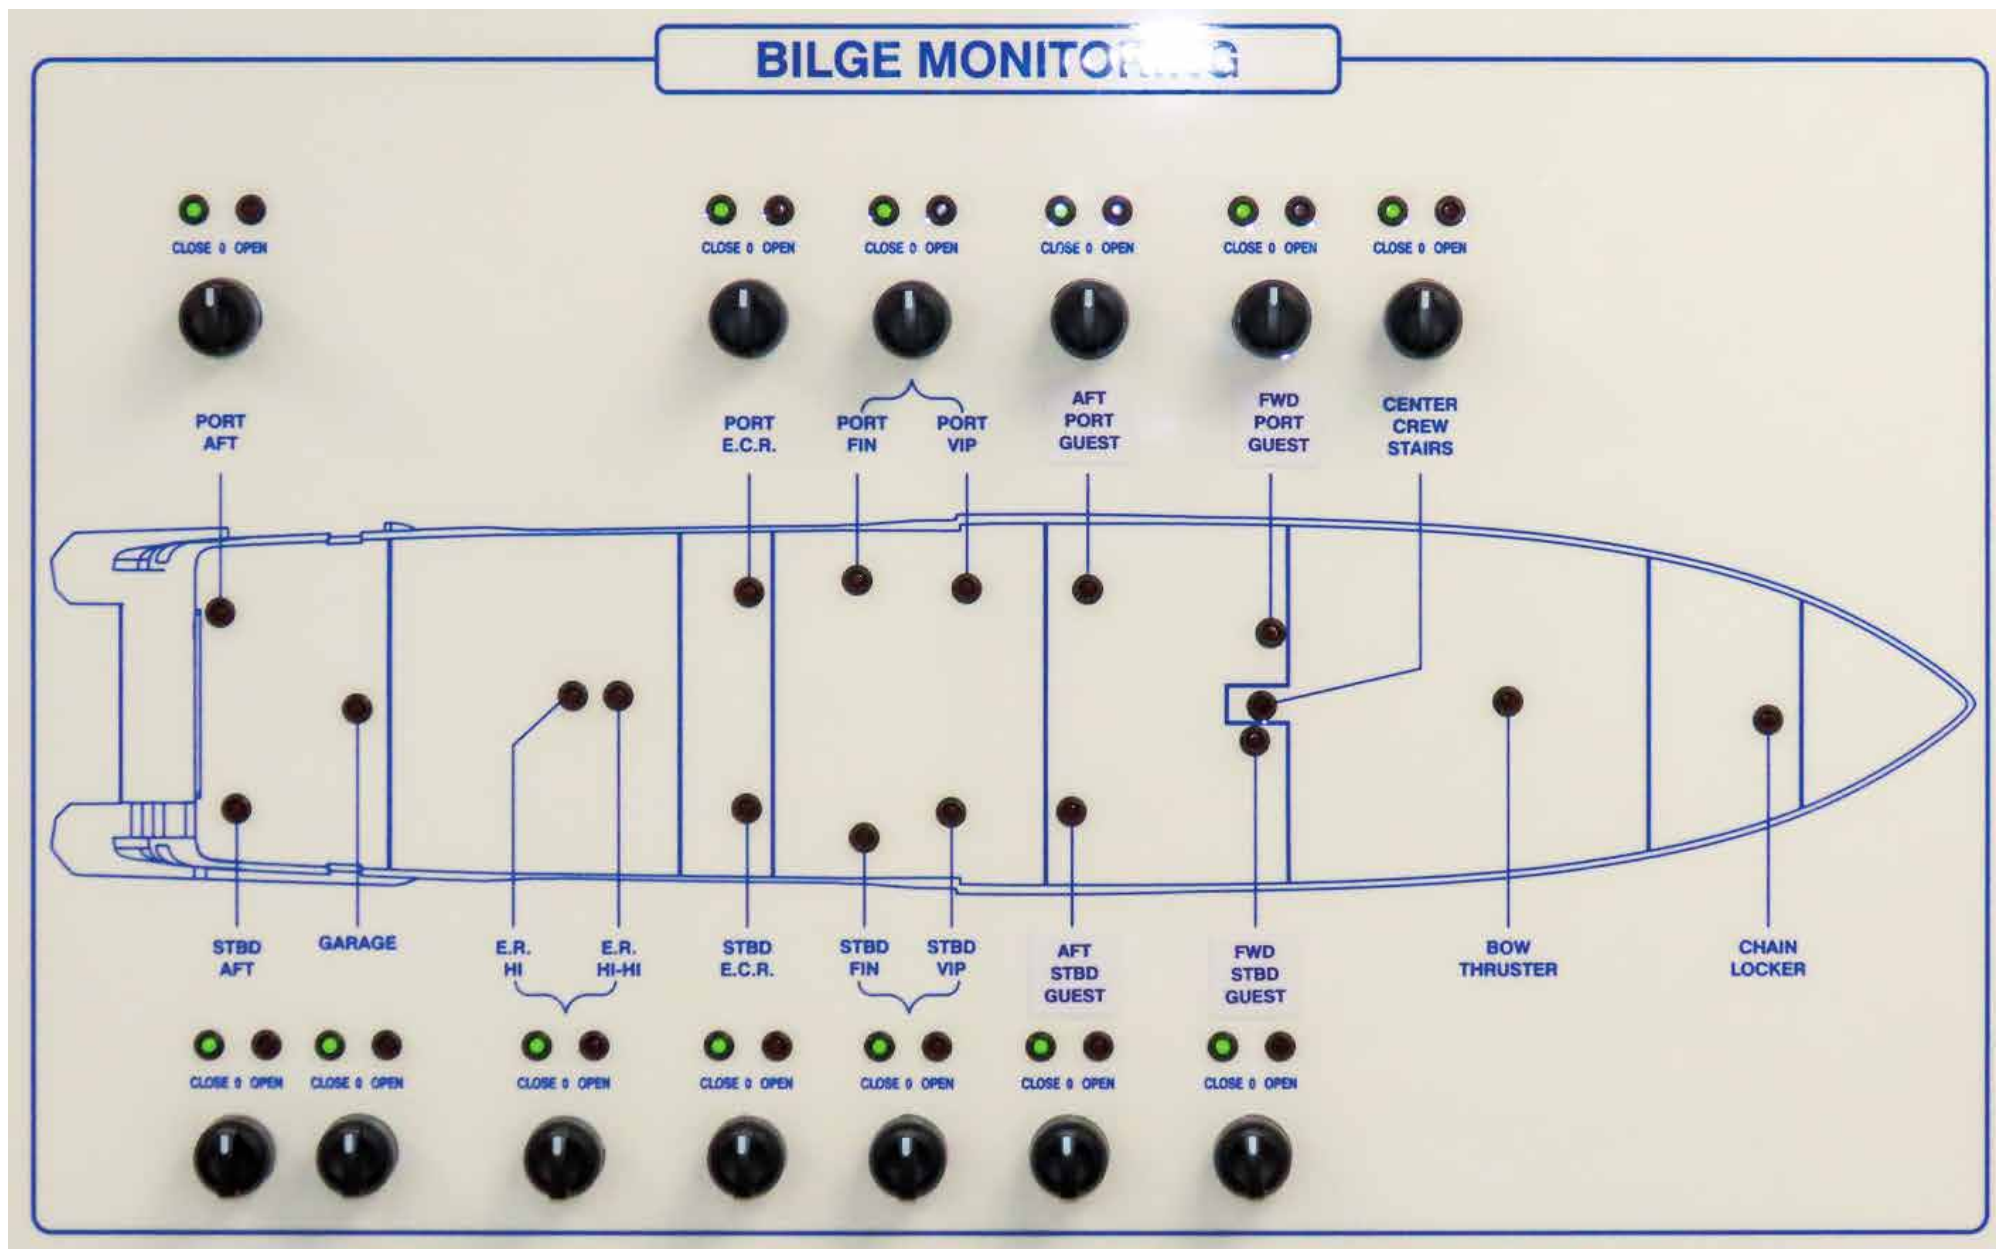 BILGE MONITORING
CLOSE 0 OPEN
CLOSE 0 OPEN
CLOSE 0 OPEN
CLOSE 0 OPEN
CLOSE 0 OPEN
CLOSE 0 OPEN
PORT
AFT
PORT
E.C.R.
PORT
FIN
PORT
VIP
AFT
PORT
GUEST
FWD
PORT
GUEST
CENTER
CREW
STAIRS
STBD
AFT
GARAGE
E.R.
HI
E.R.
HI-HI
STBD
E.C.R.
STBD
FIN
STBD
VIP
AFT
STBD
GUEST
FWD
STBD
GUEST
BOW
THRUSTER
CHAIN
LOCKER
CLOSE 0 OPEN
CLOSE 0 OPEN
CLOSE 0 OPEN
CLOSE 0 OPEN
CLOSE 0 OPEN
CLOSE 0 OPEN
CLOSE 0 OPEN